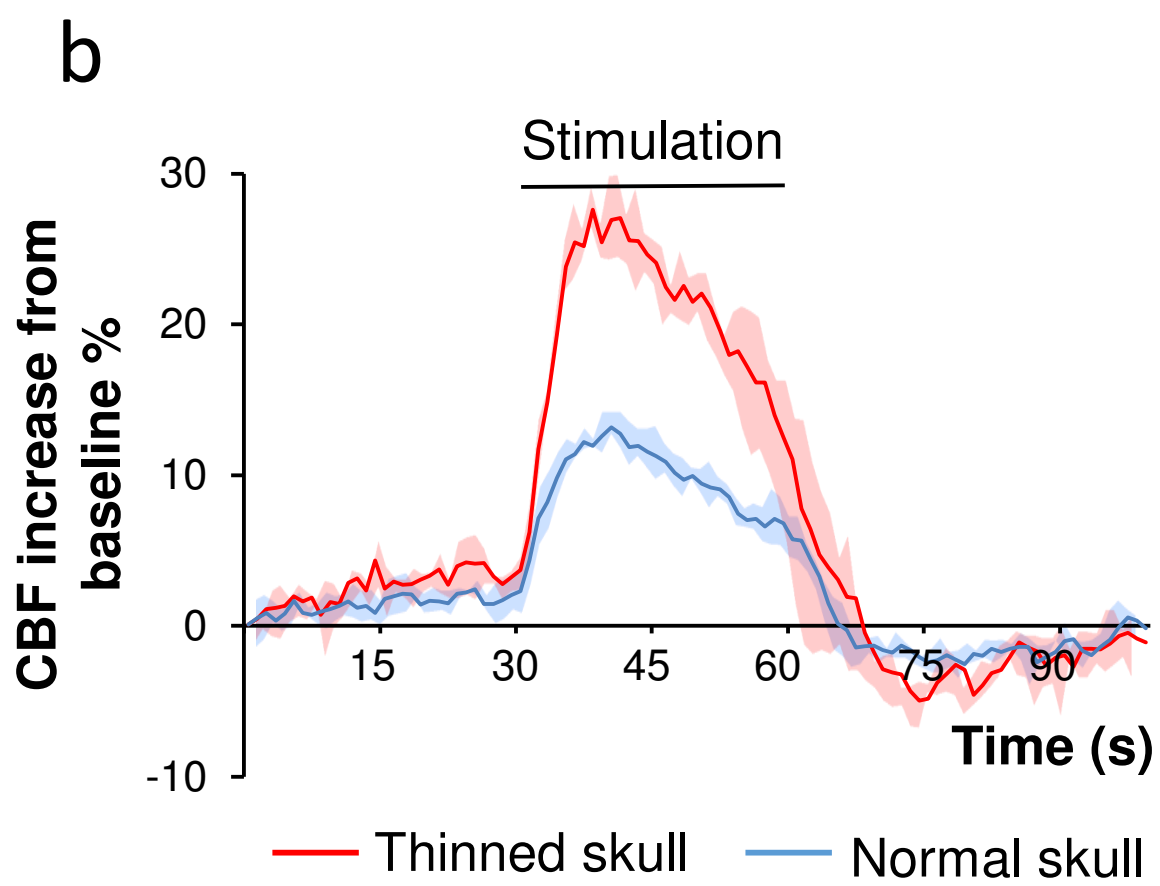 b
Stimulation
30
20
10
0
-10
CBF increase from
baseline %
15 30 45 60 75 90
Time (s)
Thinned skull Normal skull